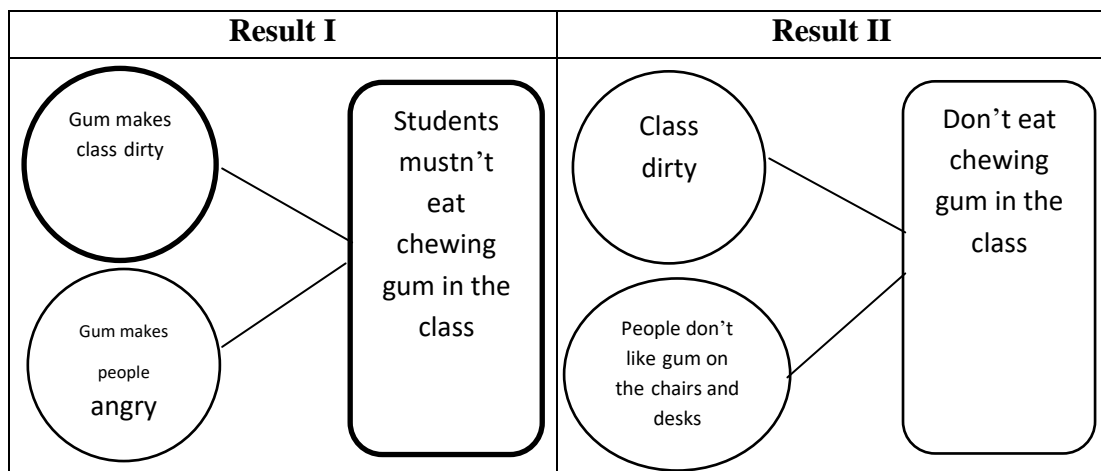 Result I
Gum makes
class dirty
Gum makes
people
angry
Students
mustn’t
eat
chewing
gum in the
class
Result II
Class
dirty
People don’t
like gum on
the chairs and
desks
Don’t eat
chewing
gum in the
class